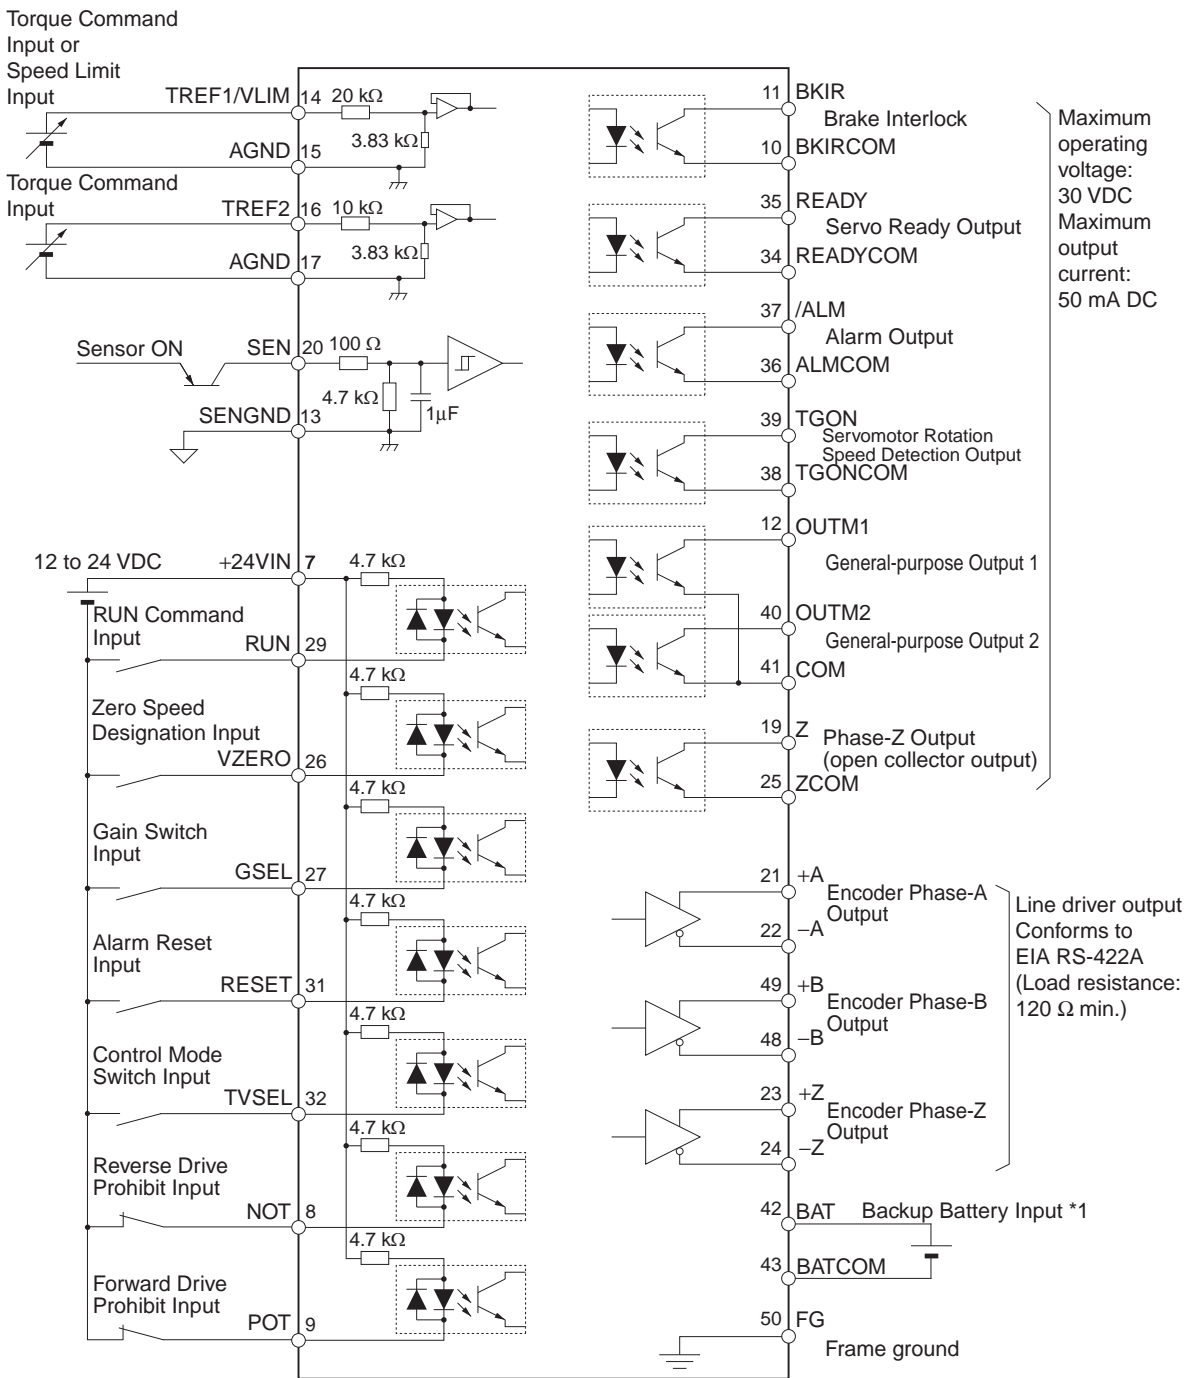 Torque Command
Input or
Speed Limit
Input
TREF1/VLIM 14 20 kΩ
3.83 kΩ
AGND 15
Torque Command
Input
TREF2 16 10 kΩ
3.83 kΩ
AGND 17
Sensor ON
SEN 20 100 Ω
4.7 kΩ
1µF
SENGND 13
12 to 24 VDC
+24VIN 7 4.7 kΩ
RUN Command
Input
RUN 29
4.7 kΩ
Zero Speed
Designation Input
VZERO 26
4.7 kΩ
Gain Switch
Input
GSEL 27
4.7 kΩ
Alarm Reset
Input
RESET 31
4.7 kΩ
Control Mode
Switch Input
TVSEL 32
4.7 kΩ
Reverse Drive
Prohibit Input
NOT 8
4.7 kΩ
Forward Drive
Prohibit Input
POT 9
11 BKIR
Brake Interlock
10 BKIRCOM
35 READY
Servo Ready Output
34 READYCOM
37 /ALM
Alarm Output
36 ALMCOM
39 TGON
Servomotor Rotation
Speed Detection Output
38 TGONCOM
12 OUTM1
General-purpose Output 1
40 OUTM2
General-purpose Output 2
41 COM
19 Z
Phase-Z Output
(open collector output)
25 ZCOM
Maximum
operating
voltage:
30 VDC
Maximum
output
current:
50 mA DC
21 +A
Encoder Phase-A
Output
22 −A
49 +B
Encoder Phase-B
Output
48 −B
23 +Z
Encoder Phase-Z
Output
24 −Z
Line driver output
Conforms to
EIA RS-422A
(Load resistance:
120 Ω min.)
42 BAT
Backup Battery Input *1
43 BATCOM
50 FG
Frame ground